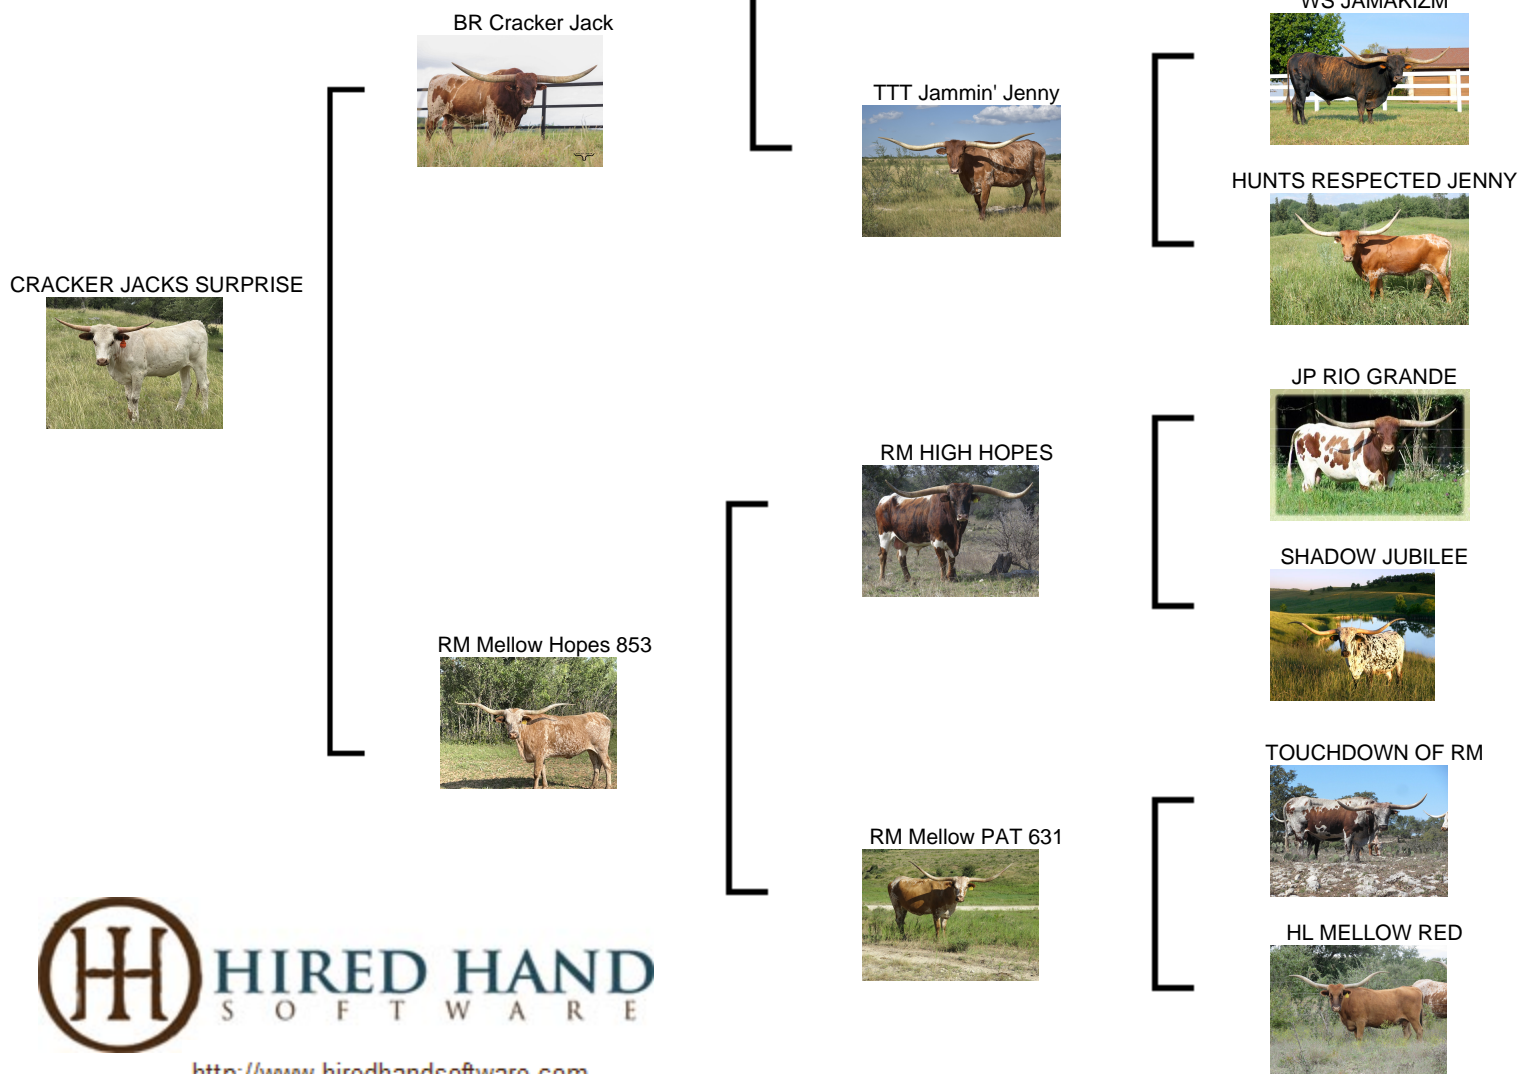 WS JAMAKIZM
BR Cracker Jack
TTT Jammin' Jenny
HUNTS RESPECTED JENNY
CRACKER JACKS SURPRISE
JP RIO GRANDE
RM HIGH HOPES
SHADOW JUBILEE
RM Mellow Hopes 853
TOUCHDOWN OF RM
RM Mellow PAT 631
HL MELLOW RED
HIRED HAND
SOFTWARE
http://www.hiredhandsoftware.com